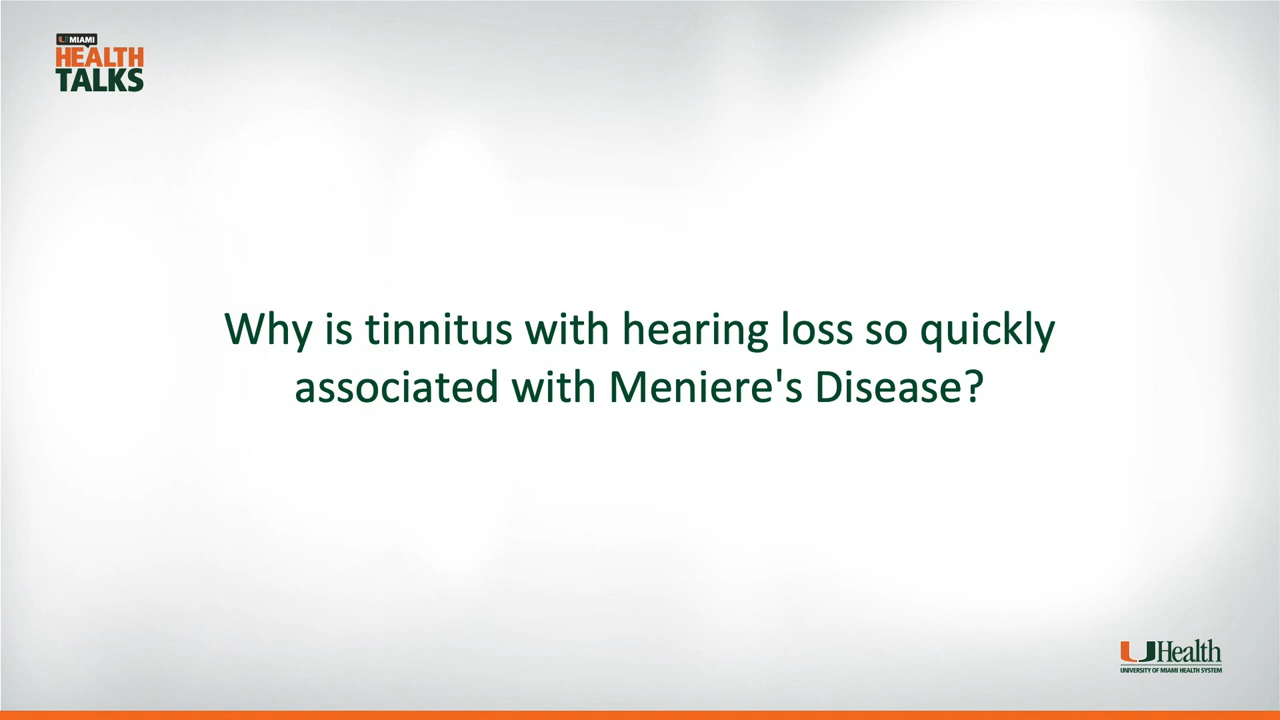 U MIAMI
HEALTH
TALKS
Why is tinnitus with hearing loss so quickly
associated with Meniere's Disease?
UHealth
UNIVERSITY OF MIAMI HEALTH SYSTEM